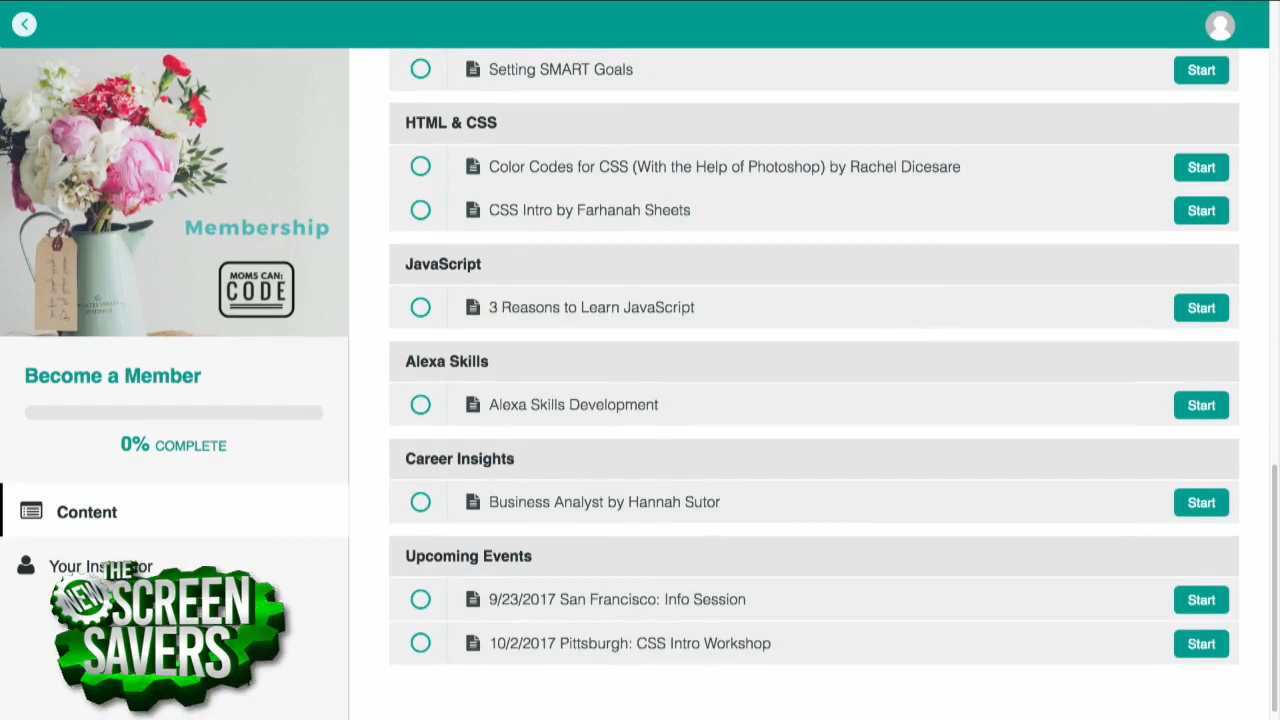 Setting SMART Goals
Start
HTML & CSS
Color Codes for CSS (With the Help of Photoshop) by Rachel Dicesare
Start
CSS Intro by Farhanah Sheets
Start
JavaScript
3 Reasons to Learn JavaScript
Start
Alexa Skills
Alexa Skills Development
Start
Career Insights
Business Analyst by Hannah Sutor
Start
Upcoming Events
9/23/2017 San Francisco: Info Session
Start
10/2/2017 Pittsburgh: CSS Intro Workshop
Start
Membership
MOMS CAN:
CODE
Become a Member
0% COMPLETE
Content
Your
THE
NEW
SCREEN
SAVERS